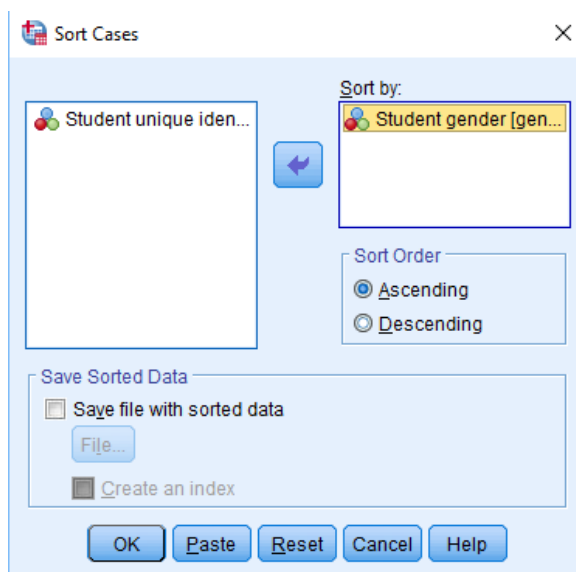 Sort Cases
Sort by:
Student unique iden...
Student gender [gen...
Sort Order
Ascending
Descending
Save Sorted Data
Save file with sorted data
File...
Create an index
OK Paste Reset Cancel Help